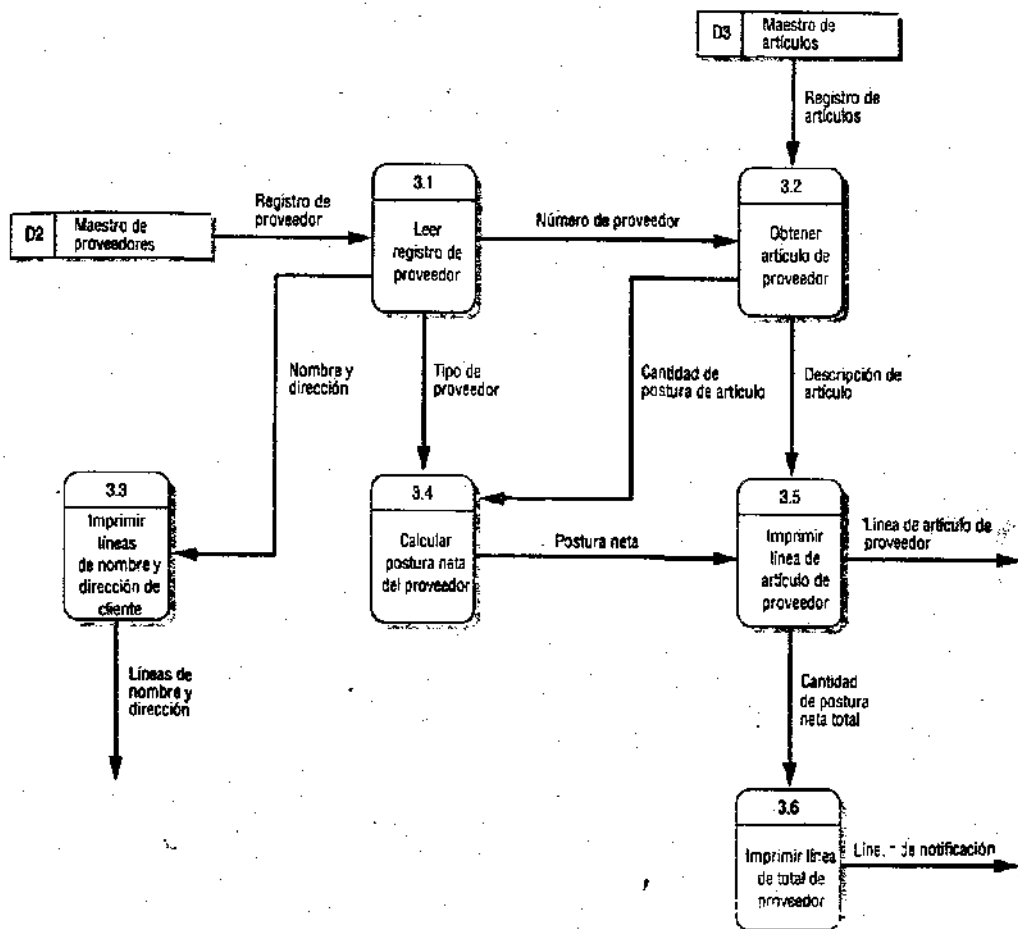 D3
Maestro de
artículos
Registro de
artículos
3.1
Leer
registro de
proveedor
3.2
Obtener
artículo de
proveedor
D2
Maestro de
proveedores
Registro de
proveedor
Número de proveedor
Nombre y
dirección
Tipo de
proveedor
Cantidad de
postura de artículo
Descripción de
artículo
3.3
Imprimir
líneas
de nombre y
dirección de
cliente
3.4
Calcular
postura neta
del proveedor
Postura neta
3.5
Imprimir
línea de
artículo de
proveedor
Línea de artículo de
proveedor
Líneas de
nombre y
dirección
Cantidad
de postura
neta total
3.6
Imprimir línea
de total de
proveedor
de notificación